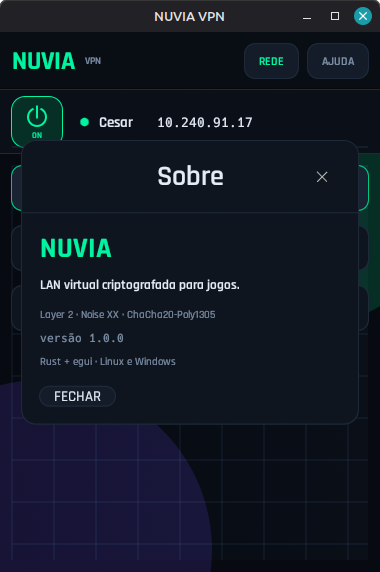 NUVIA VPN
NUVIA VPN REDE AJUDA
ON Cesar 10.240.91.17
Sobre
NUVIA
LAN virtual criptografada para jogos.
Layer 2 · Noise XX · ChaCha20-Poly1305
versão 1.0.0
Rust + egui · Linux e Windows
FECHAR